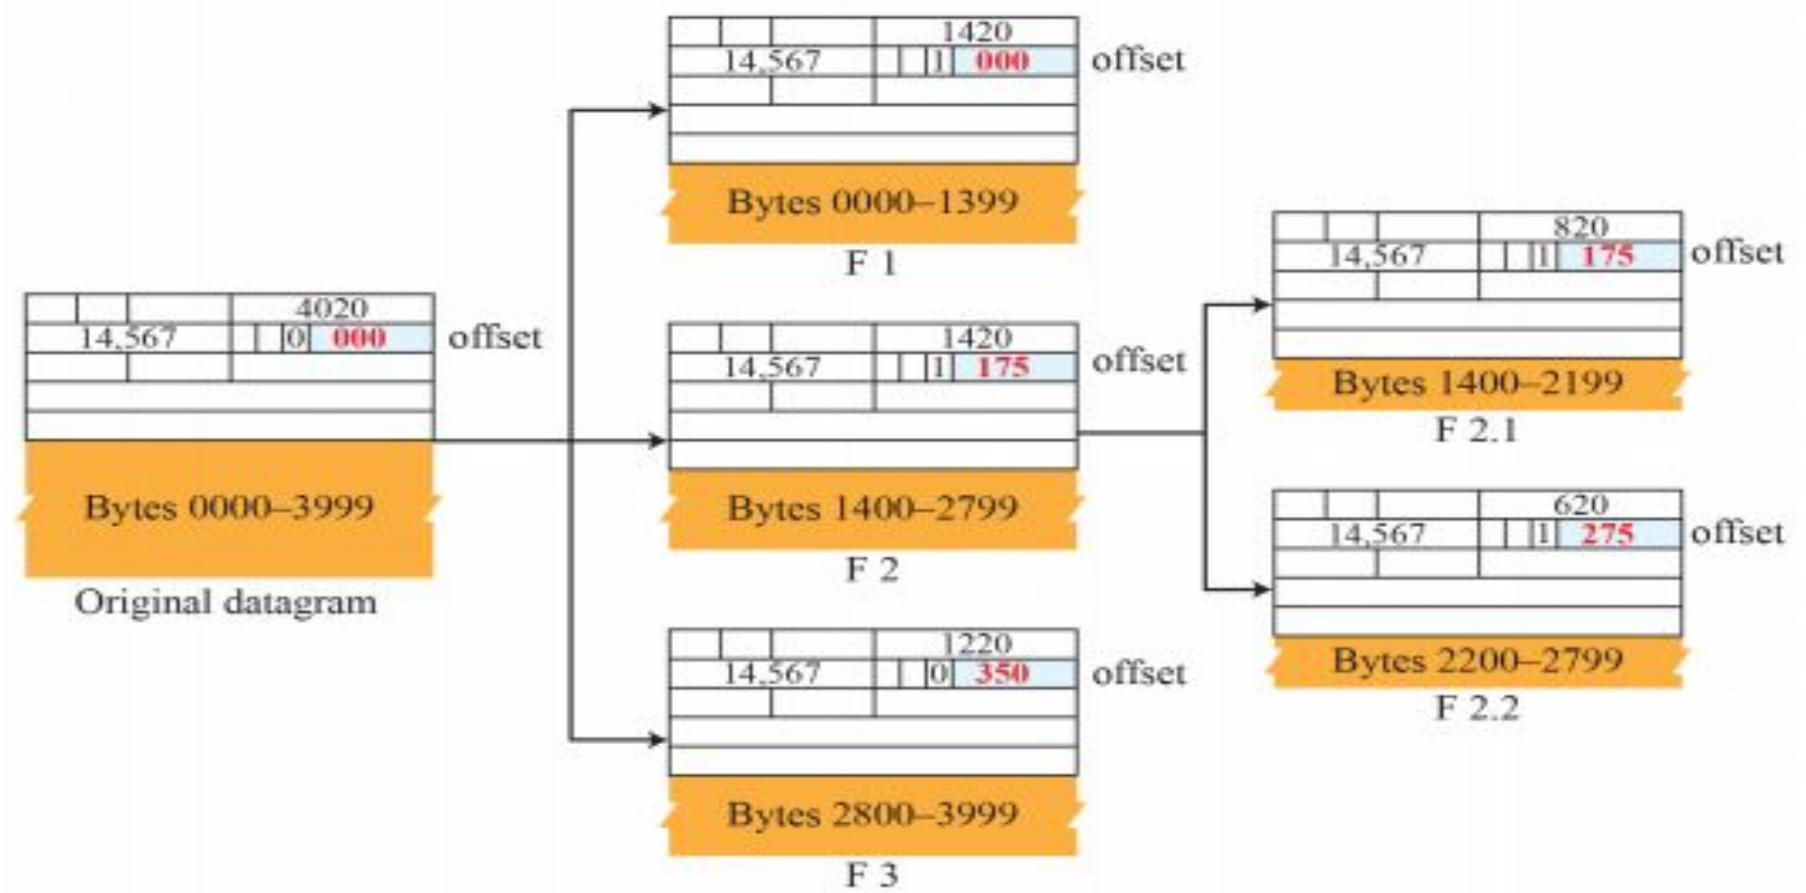 4020
14,567 0 000 offset
Bytes 0000–3999
Original datagram
1420
14,567 1 000 offset
Bytes 0000–1399
F 1
1420
14,567 1 175 offset
Bytes 1400–2799
F 2
1220
14,567 0 350 offset
Bytes 2800–3999
F 3
820
14,567 1 175 offset
Bytes 1400–2199
F 2.1
620
14,567 1 275 offset
Bytes 2200–2799
F 2.2